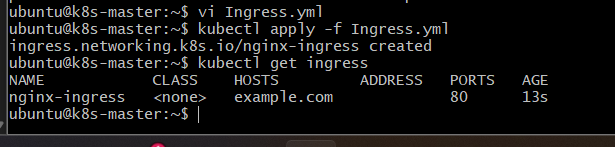 ubuntu@k8s-master:~$ vi Ingress.yml
ubuntu@k8s-master:~$ kubectl apply -f Ingress.yml
ingress.networking.k8s.io/nginx-ingress created
ubuntu@k8s-master:~$ kubectl get ingress
NAME CLASS HOSTS ADDRESS PORTS AGE
nginx-ingress <none> example.com 80 13s
ubuntu@k8s-master:~$